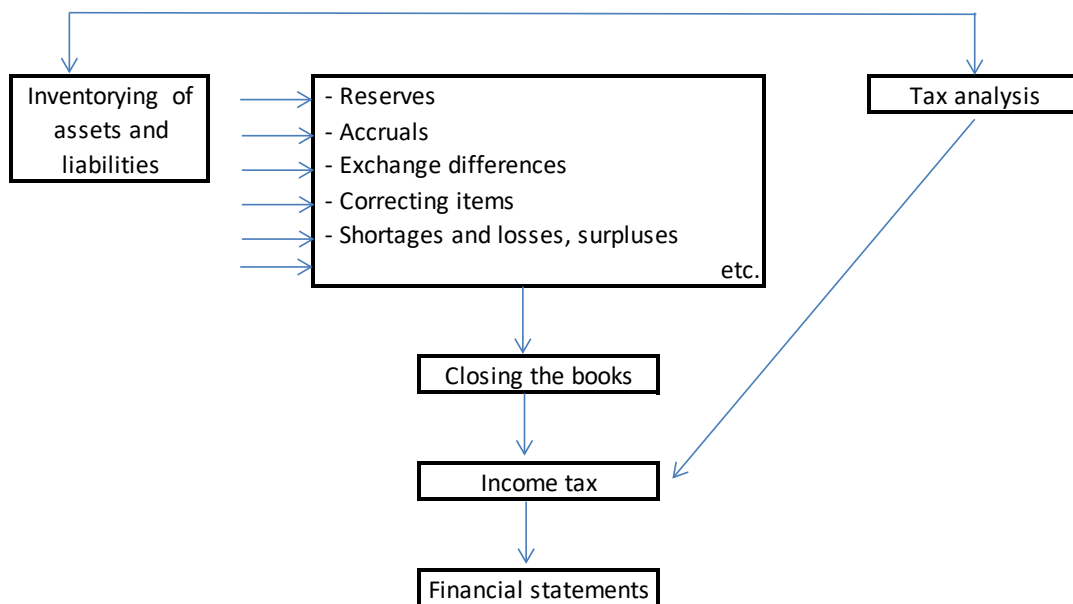 Inventorying of
assets and
liabilities
- Reserves
- Accruals
- Exchange differences
- Correcting items
- Shortages and losses, surpluses
etc.
Tax analysis
Closing the books
Income tax
Financial statements